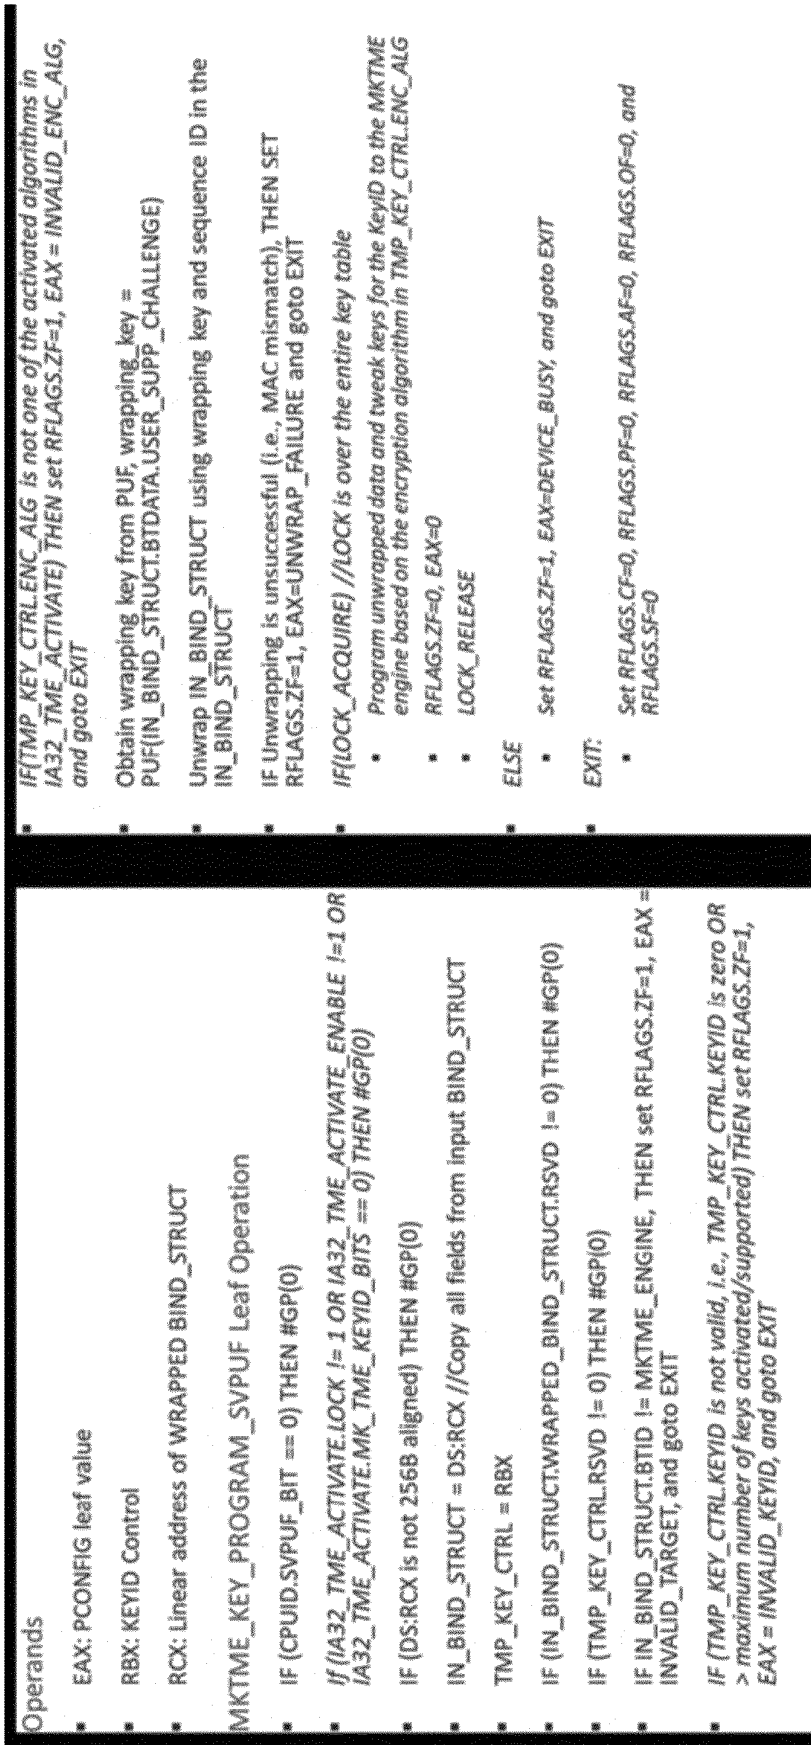 Operands
▪ EAX: PCONFIG leaf value
▪ RBX: KEYID Control
▪ RCX: Linear address of WRAPPED BIND_STRUCT
MKTME_KEY_PROGRAM_SVPUF Leaf Operation
▪ IF (CPUID.SVPUF_BIT == 0) THEN #GP(0)
▪ If (IA32_TME_ACTIVATE.LOCK != 1 OR IA32_TME_ACTIVATE_ENABLE !=1 OR
IA32_TME_ACTIVATE.MK_TME_KEYID_BITS == 0) THEN #GP(0)
▪ IF (DS:RCX is not 256B aligned) THEN #GP(0)
▪ IN_BIND_STRUCT = DS:RCX //Copy all fields from input BIND_STRUCT
▪ TMP_KEY_CTRL = RBX
▪ IF (IN_BIND_STRUCT.WRAPPED_BIND_STRUCT.RSVD != 0) THEN #GP(0)
▪ IF (TMP_KEY_CTRL.RSVD != 0) THEN #GP(0)
▪ IF IN_BIND_STRUCT.BTID != MKTME_ENGINE, THEN set RFLAGS.ZF=1, EAX =
INVALID_TARGET, and goto EXIT
▪ IF (TMP_KEY_CTRL.KEYID is not valid, i.e., TMP_KEY_CTRL.KEYID is zero OR
> maximum number of keys activated/supported) THEN set RFLAGS.ZF=1,
EAX = INVALID_KEYID, and goto EXIT
▪ IF(TMP_KEY_CTRL.ENC_ALG is not one of the activated algorithms in
IA32_TME_ACTIVATE) THEN set RFLAGS.ZF=1, EAX = INVALID_ENC_ALG,
and goto EXIT
▪ Obtain wrapping key from PUF, wrapping_key =
PUF(IN_BIND_STRUCT.BTDATA.USER_SUPP_CHALLENGE)
▪ Unwrap IN_BIND_STRUCT using wrapping key and sequence ID in the
IN_BIND_STRUCT
▪ IF Unwrapping is unsuccessful (i.e., MAC mismatch), THEN SET
RFLAGS.ZF=1, EAX=UNWRAP_FAILURE and goto EXIT
▪ IF(LOCK_ACQUIRE) //LOCK is over the entire key table
▪ Program unwrapped data and tweak keys for the KeyID to the MKTME
engine based on the encryption algorithm in TMP_KEY_CTRL.ENC_ALG
▪ RFLAGS.ZF=0, EAX=0
▪ LOCK_RELEASE
▪ ELSE
▪ Set RFLAGS.ZF=1, EAX=DEVICE_BUSY, and goto EXIT
▪ EXIT:
▪ Set RFLAGS.CF=0, RFLAGS.PF=0, RFLAGS.AF=0, RFLAGS.OF=0, and
RFLAGS.SF=0